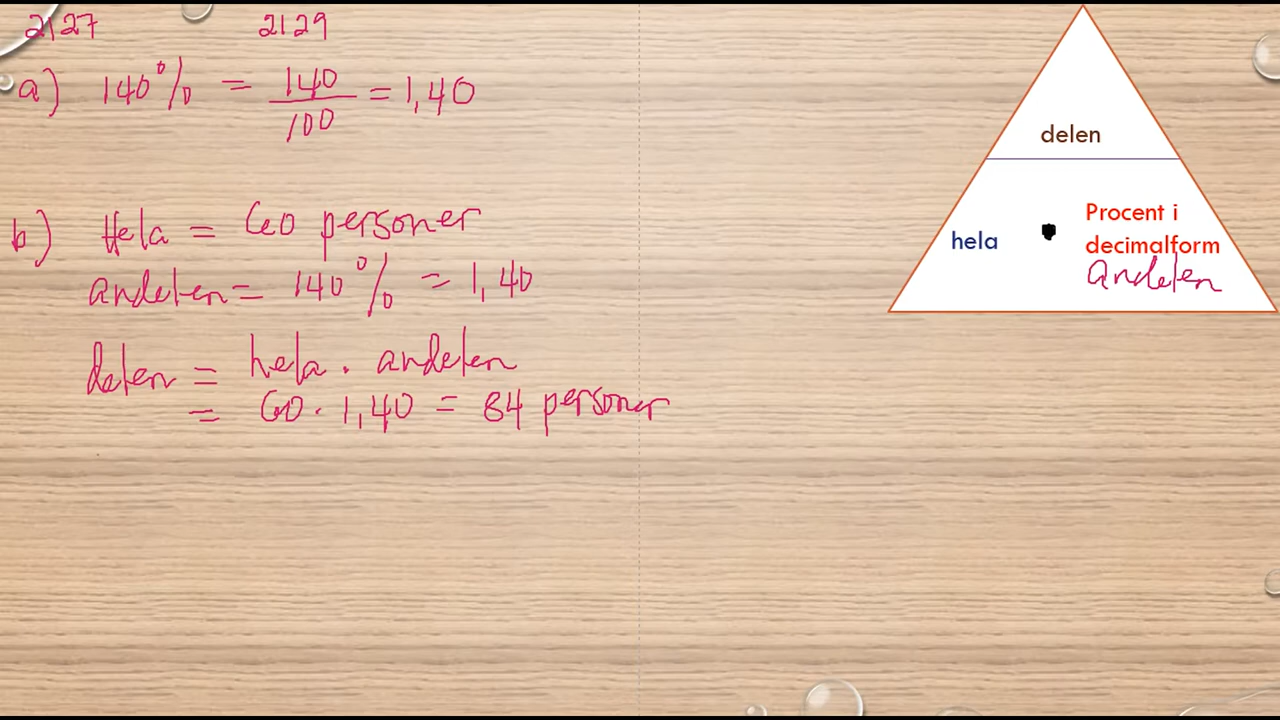 2127 2129
a) 140% = 140/100 = 1,40
b) Hela = 60 personer
andelen = 140% = 1,40
delen = hela · andelen
= 60 · 1,40 = 84 personer
delen
hela
Procent i
decimalform
andelen